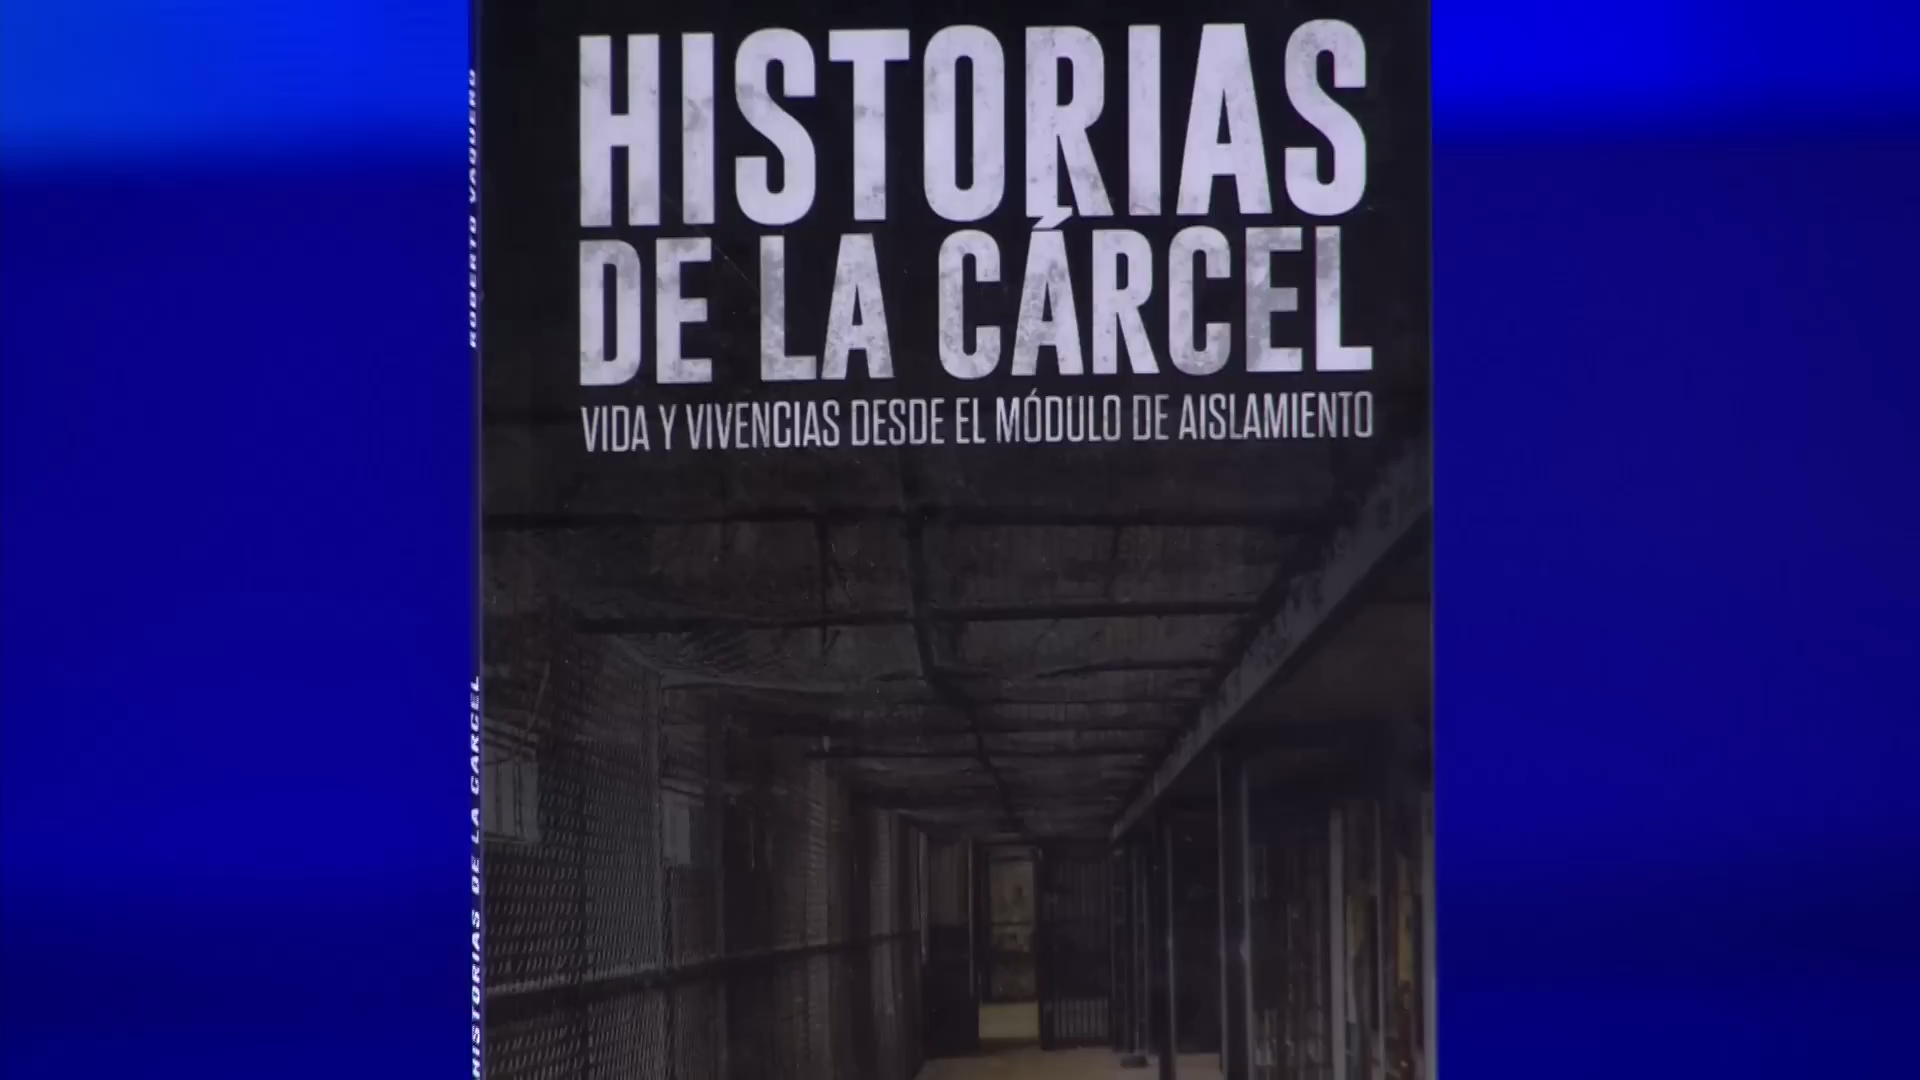 HISTORIAS
DE LA CÁRCEL
VIDA Y VIVENCIAS DESDE EL MÓDULO DE AISLAMIENTO
ROBERTO VAQUERO
HISTORIAS DE LA CÁRCEL